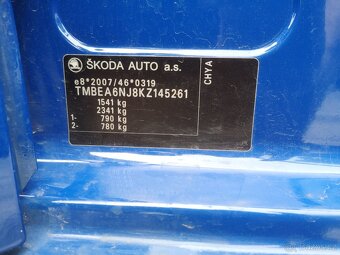 ŠKODA AUTO a.s.
e8*2007/46*0319
TMBEA6NJ8KZ145261
1541 kg
2341 kg
1- 790 kg
2- 780 kg
CHYA